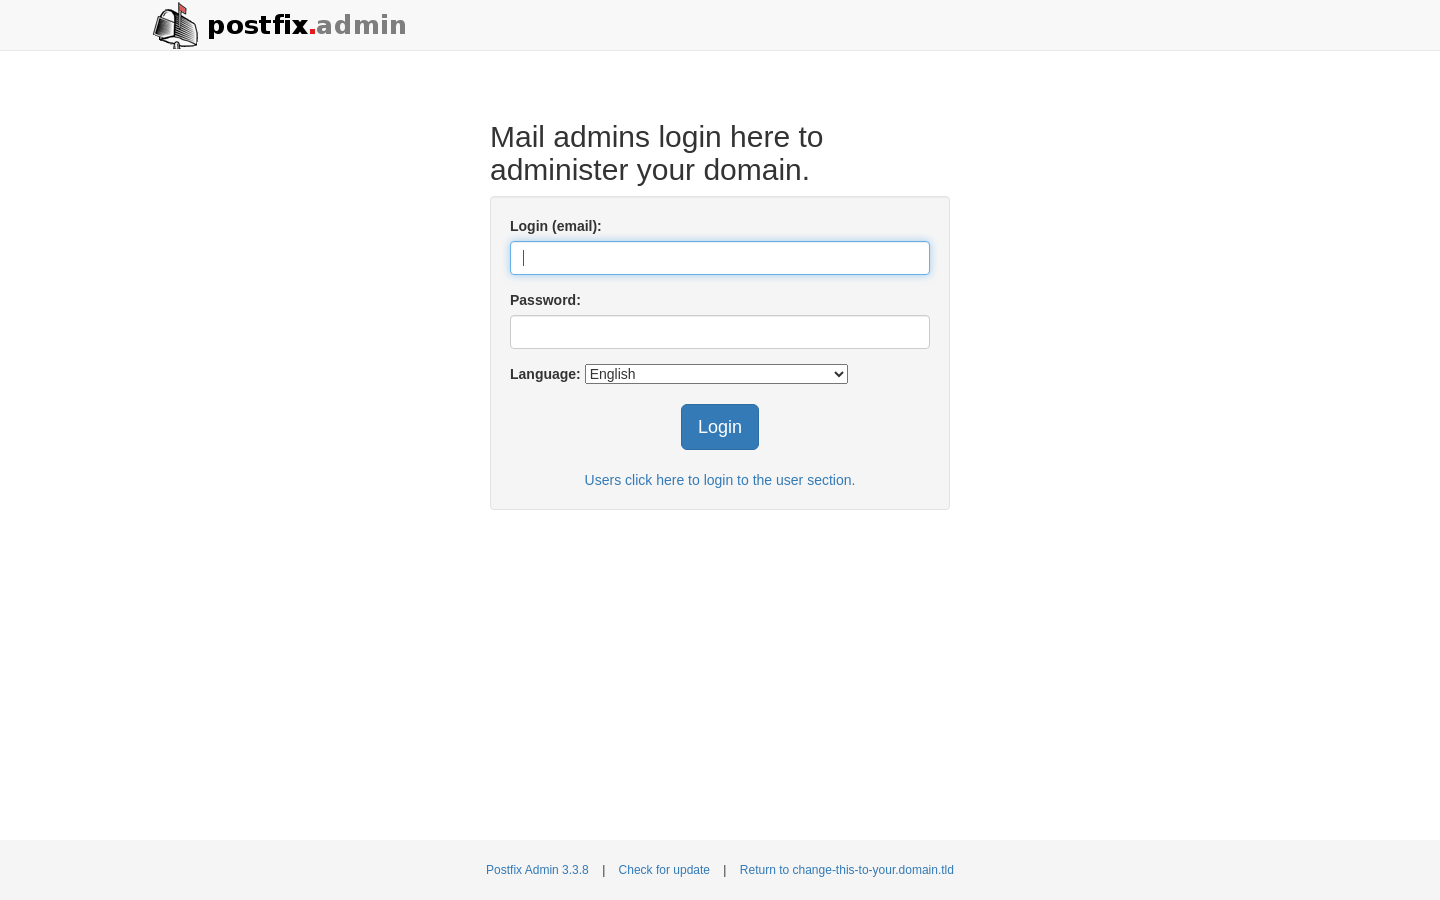 postfix.admin
Mail admins login here to
administer your domain.
Login (email):
Password:
Language: English
Login
Users click here to login to the user section.
Postfix Admin 3.3.8 | Check for update | Return to change-this-to-your.domain.tld